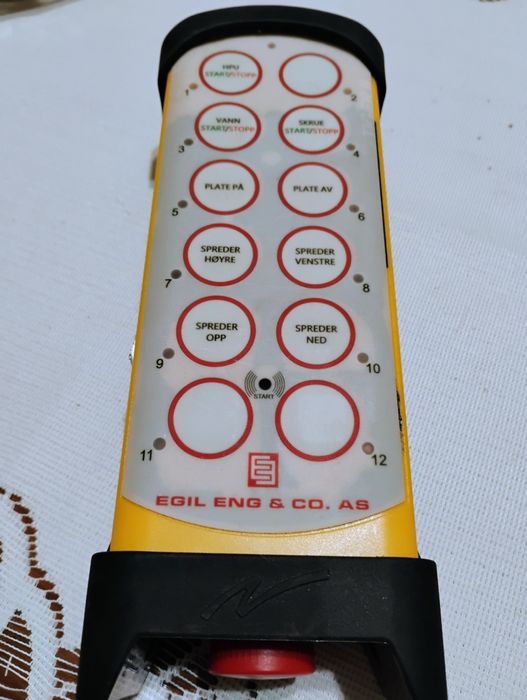 HPU
START/STOPP
1
2
VANN
START/STOPP
SKRUE
START/STOPP
3
4
PLATE PÅ
PLATE AV
5
6
SPREDER
HØYRE
SPREDER
VENSTRE
7
8
SPREDER
OPP
SPREDER
NED
9
10
START
11
12
EGIL ENG & CO. AS